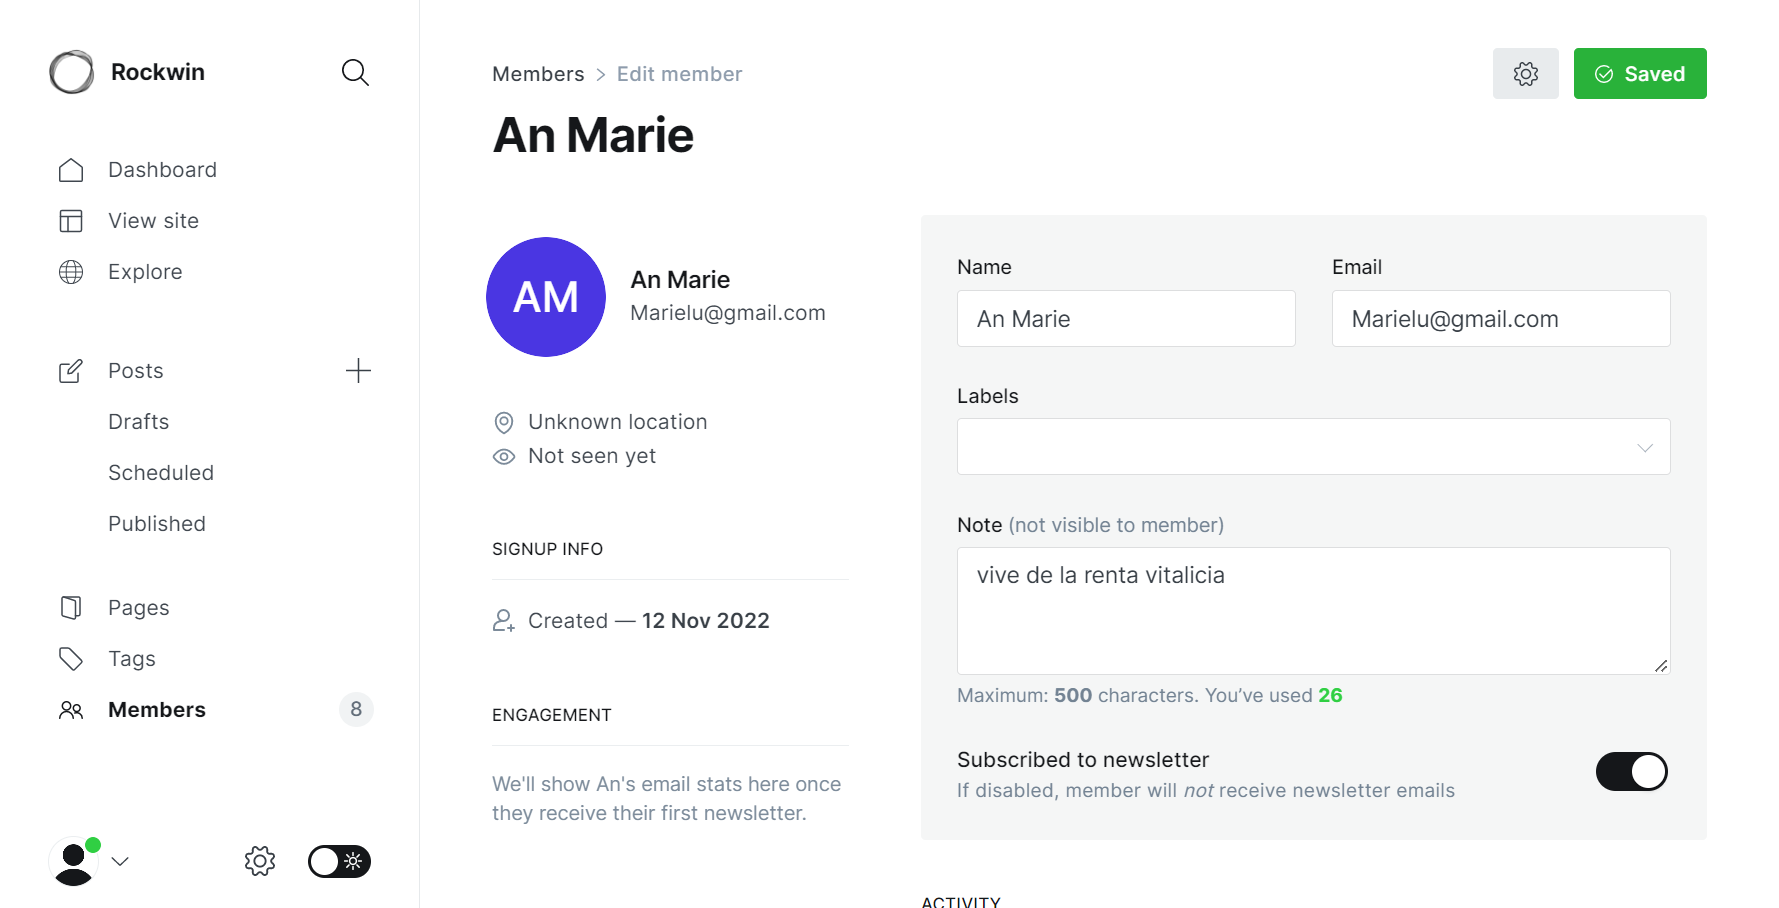 Rockwin
Dashboard
View site
Explore
Posts
Drafts
Scheduled
Published
Pages
Tags
Members 8
Members > Edit member
Saved
An Marie
AM
An Marie
Marielu@gmail.com
Unknown location
Not seen yet
SIGNUP INFO
Created — 12 Nov 2022
ENGAGEMENT
We'll show An's email stats here once
they receive their first newsletter.
Name
An Marie
Email
Marielu@gmail.com
Labels
Note (not visible to member)
vive de la renta vitalicia
Maximum: 500 characters. You’ve used 26
Subscribed to newsletter
If disabled, member will not receive newsletter emails
ACTIVITY